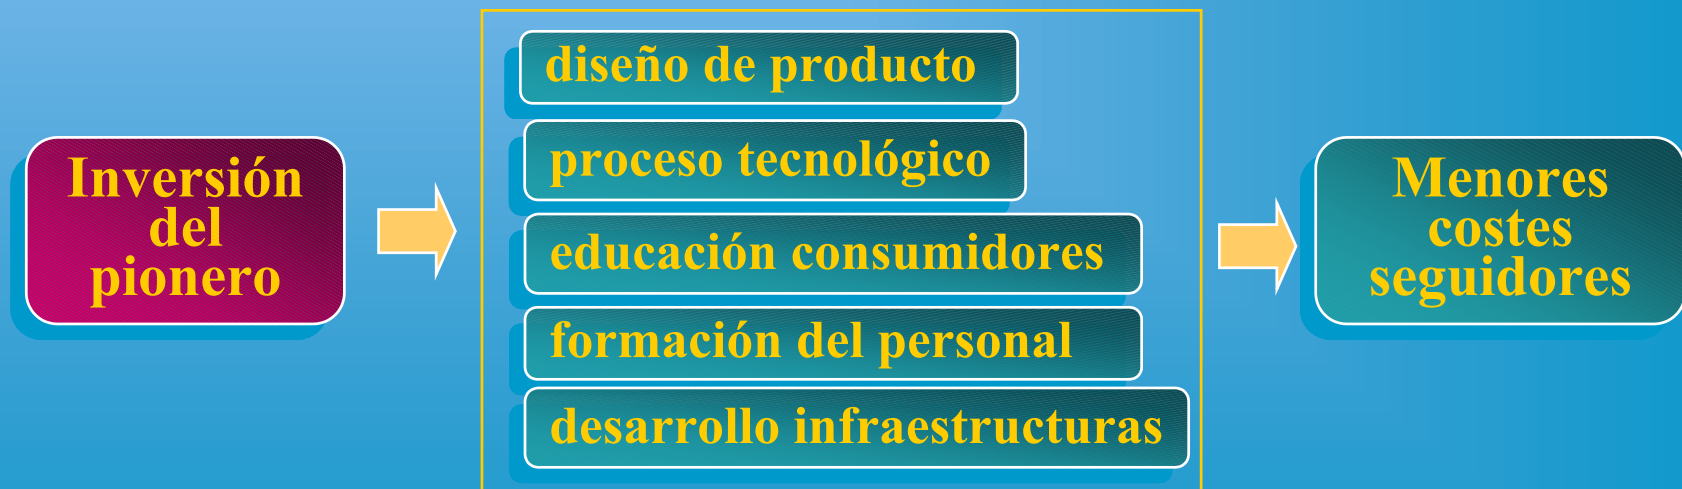 Inversión
del
pionero
diseño de producto
proceso tecnológico
educación consumidores
formación del personal
desarrollo infraestructuras
Menores
costes
seguidores